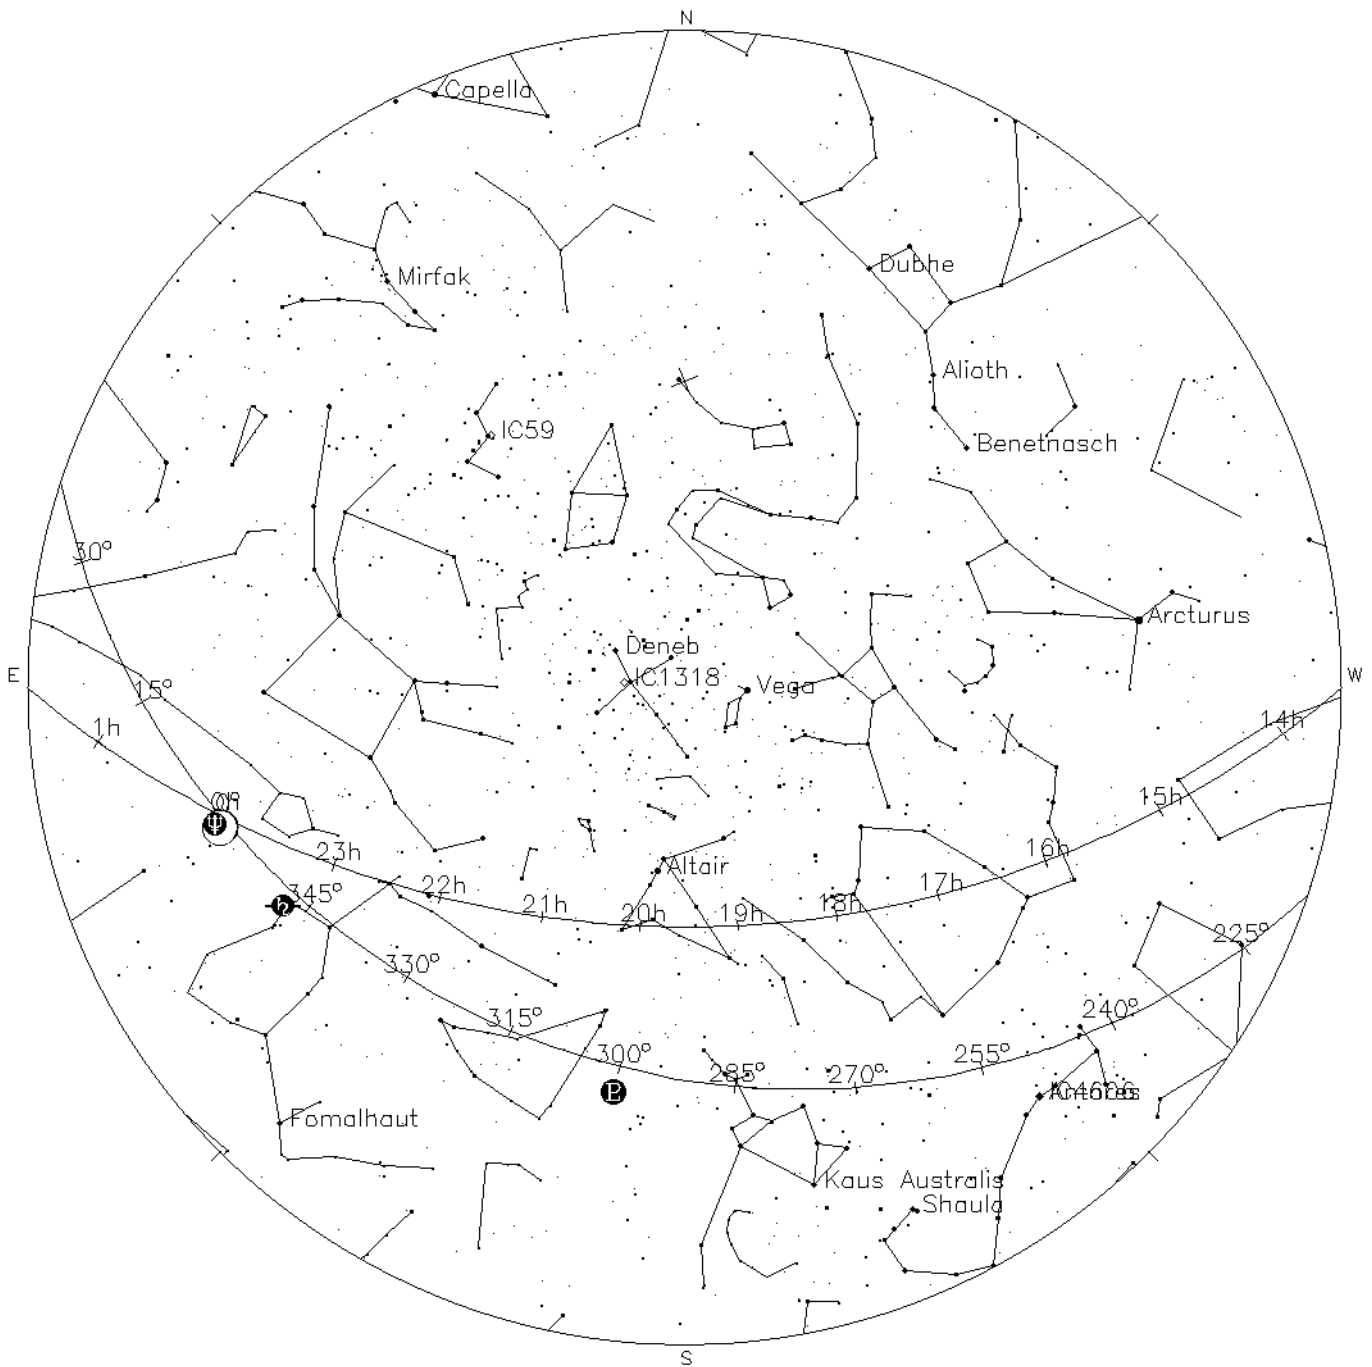 N
Capella
Dubhe
Mirfak
Alioth
IC59
Benetnasch
30°
Arcturus
Deneb
E
IC1318
Vega
W
15°
1h
14h
15h
23h
16h
Altair
345°
22h
21h
20h
19h
18h
17h
225°
330°
315°
240°
300°
285°
270°
255°
Antares
Fomalhaut
Kaus Australis
Shaula
S